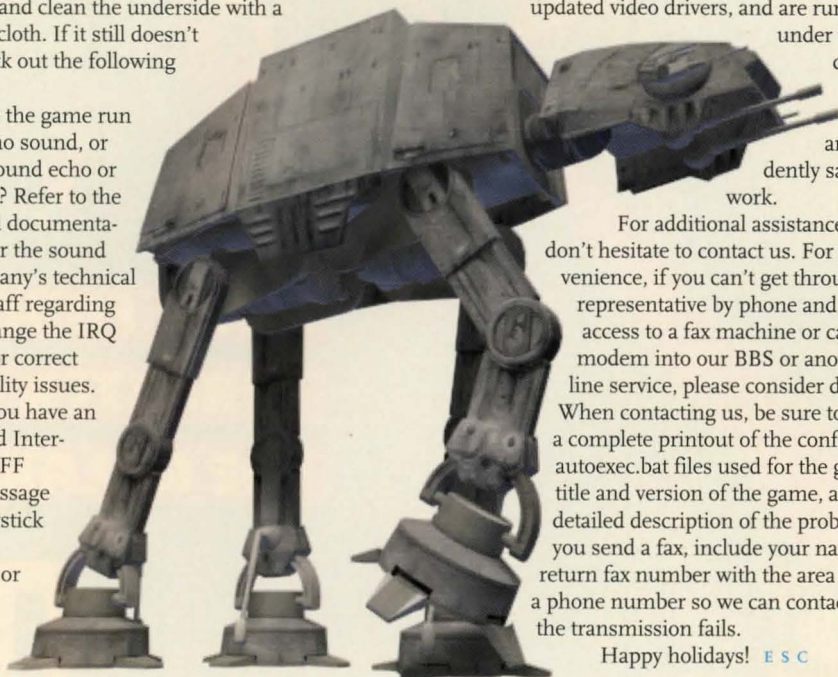 and clean the underside with a
cloth. If it still doesn't
k out the following
the game run
no sound, or
ound echo or
? Refer to the
l documenta-
r the sound
any's technical
aff regarding
nge the IRQ
r correct
lity issues.
ou have an
d Inter-
FF
ssage
stick
or
updated video drivers, and are run
under
ar
dently sa
work.
For additional assistance
don't hesitate to contact us. For
venience, if you can't get throu
representative by phone and
access to a fax machine or ca
modem into our BBS or ano
line service, please consider d
When contacting us, be sure to
a complete printout of the conf
autoexec.bat files used for the g
title and version of the game, a
detailed description of the prob
you send a fax, include your na
return fax number with the area
a phone number so we can contac
the transmission fails.
Happy holidays! ESC